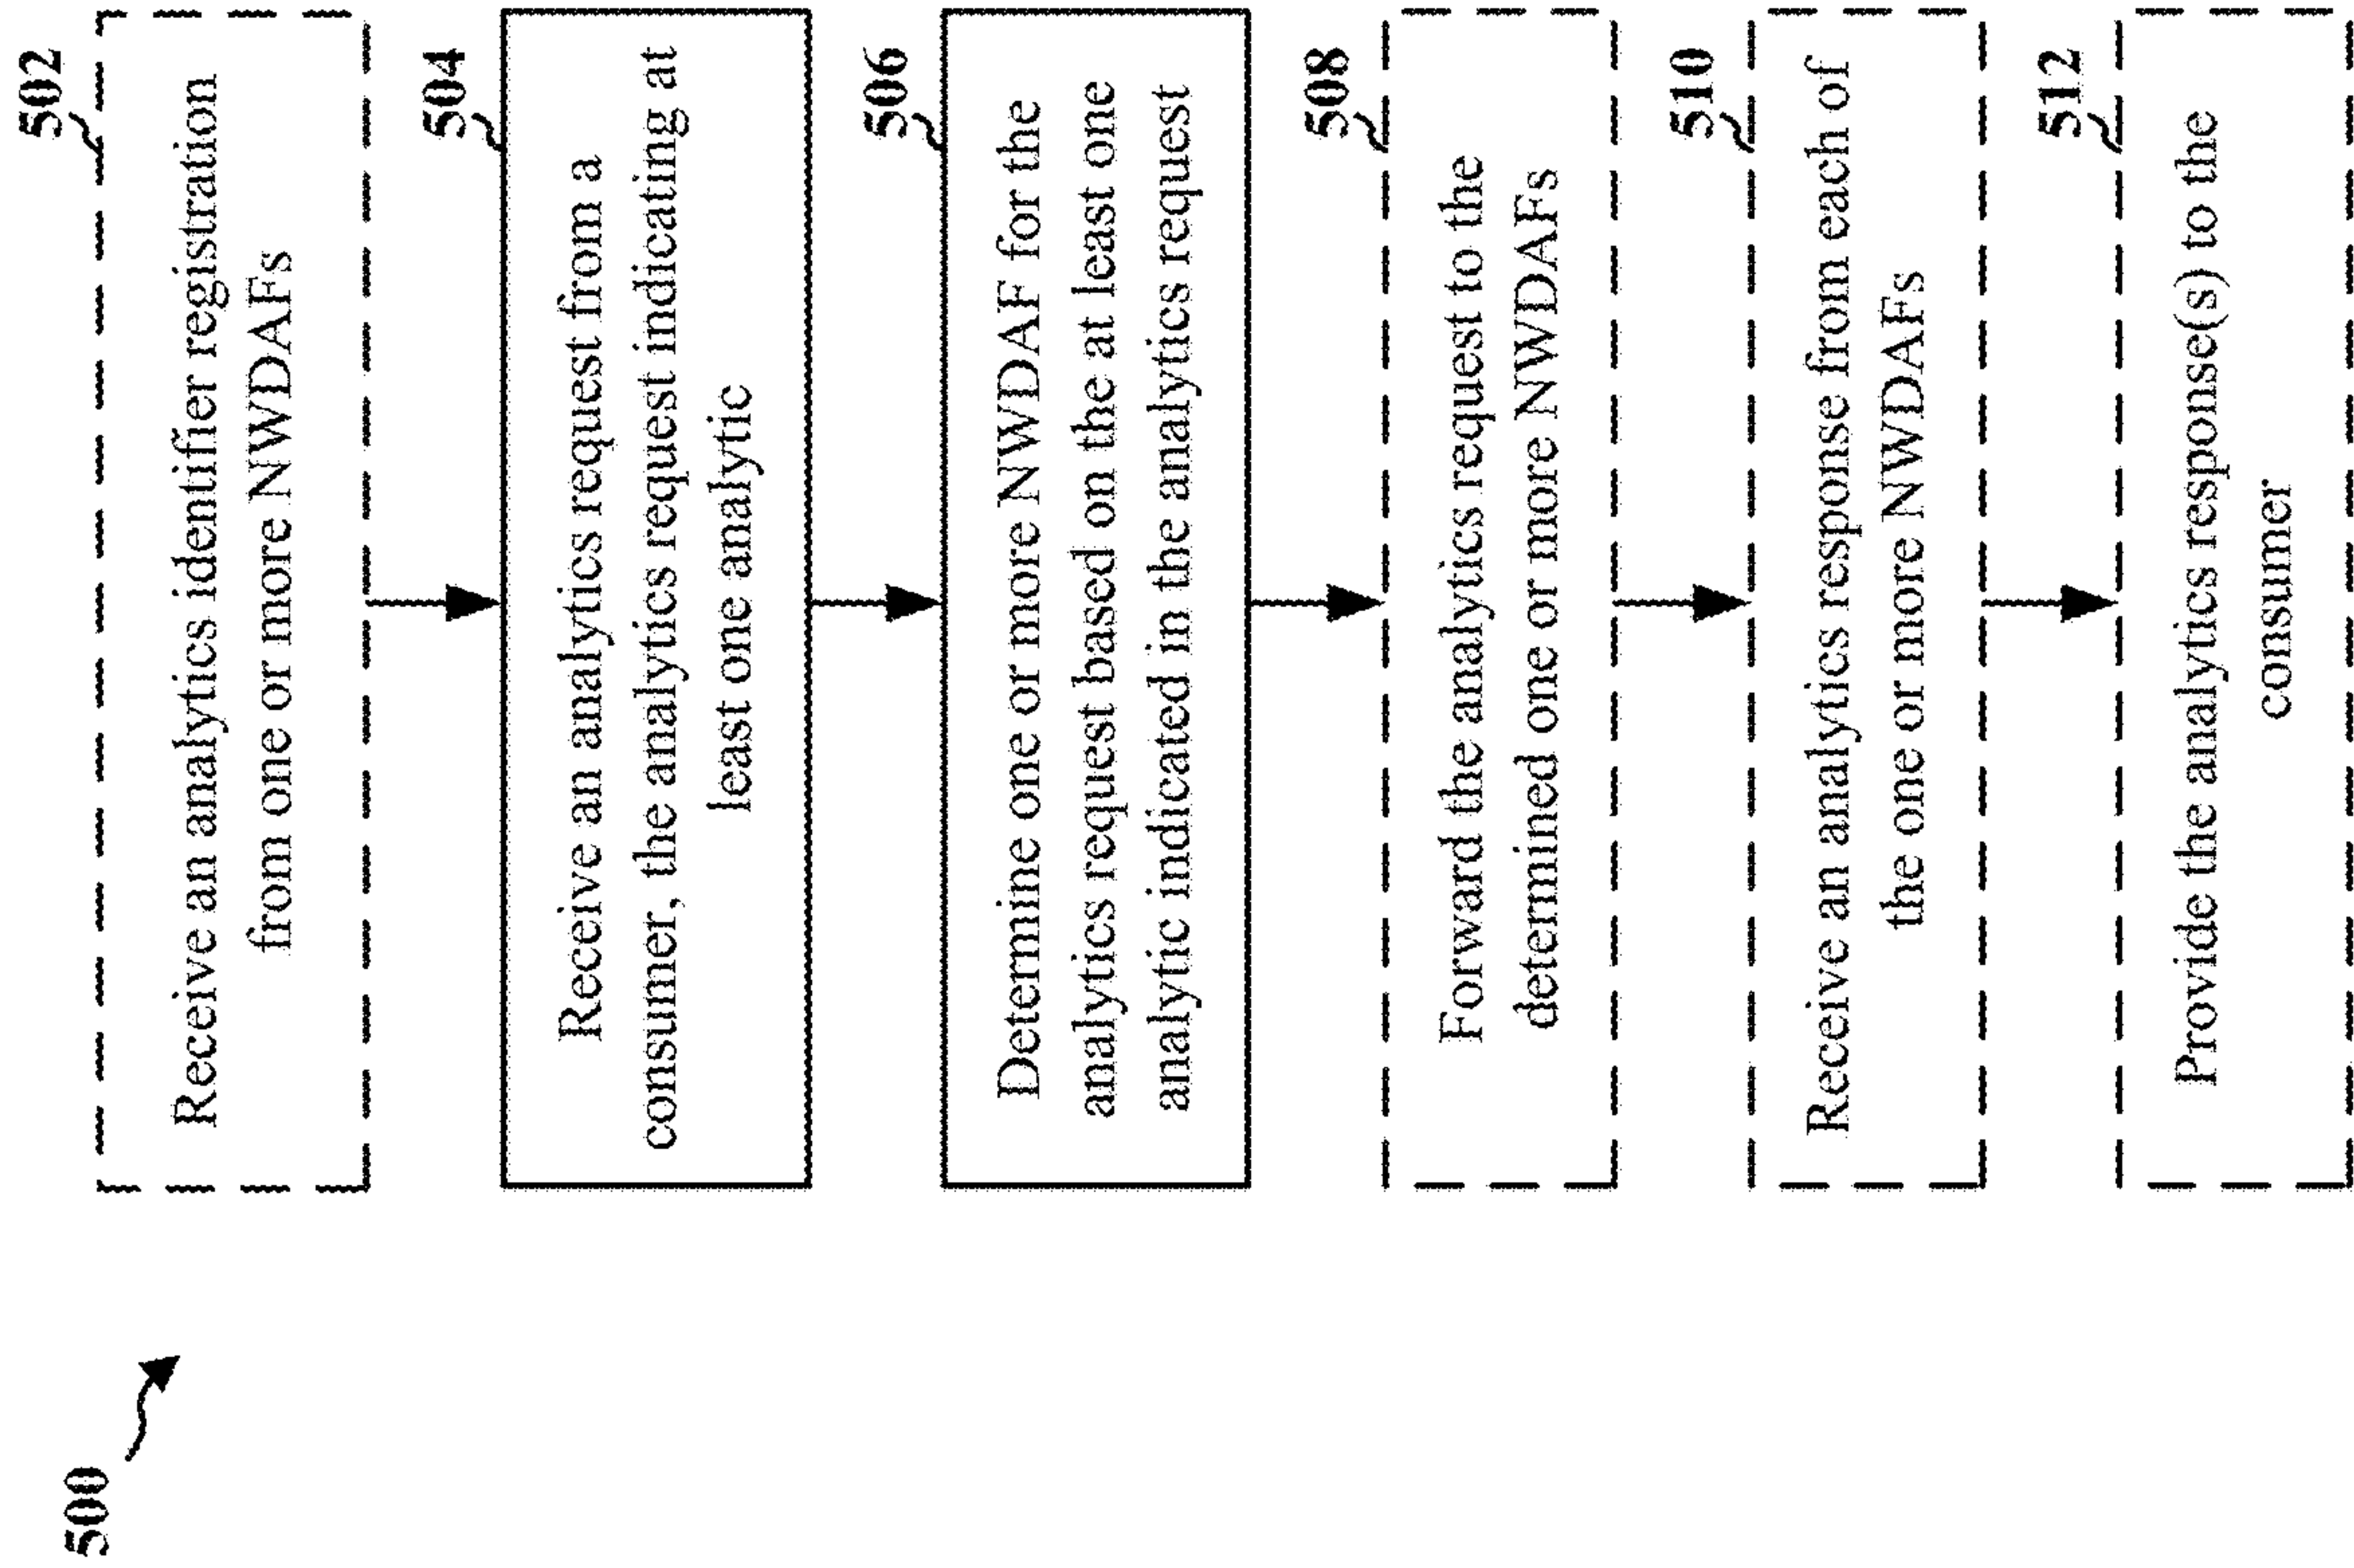 500
502
Receive an analytics identifier registration
from one or more NWDAFs
504
Receive an analytics request from a
consumer, the analytics request indicating at
least one analytic
506
Determine one or more NWDAF for the
analytics request based on the at least one
analytic indicated in the analytics request
508
Forward the analytics request to the
determined one or more NWDAFs
510
Receive an analytics response from each of
the one or more NWDAFs
512
Provide the analytics response(s) to the
consumer